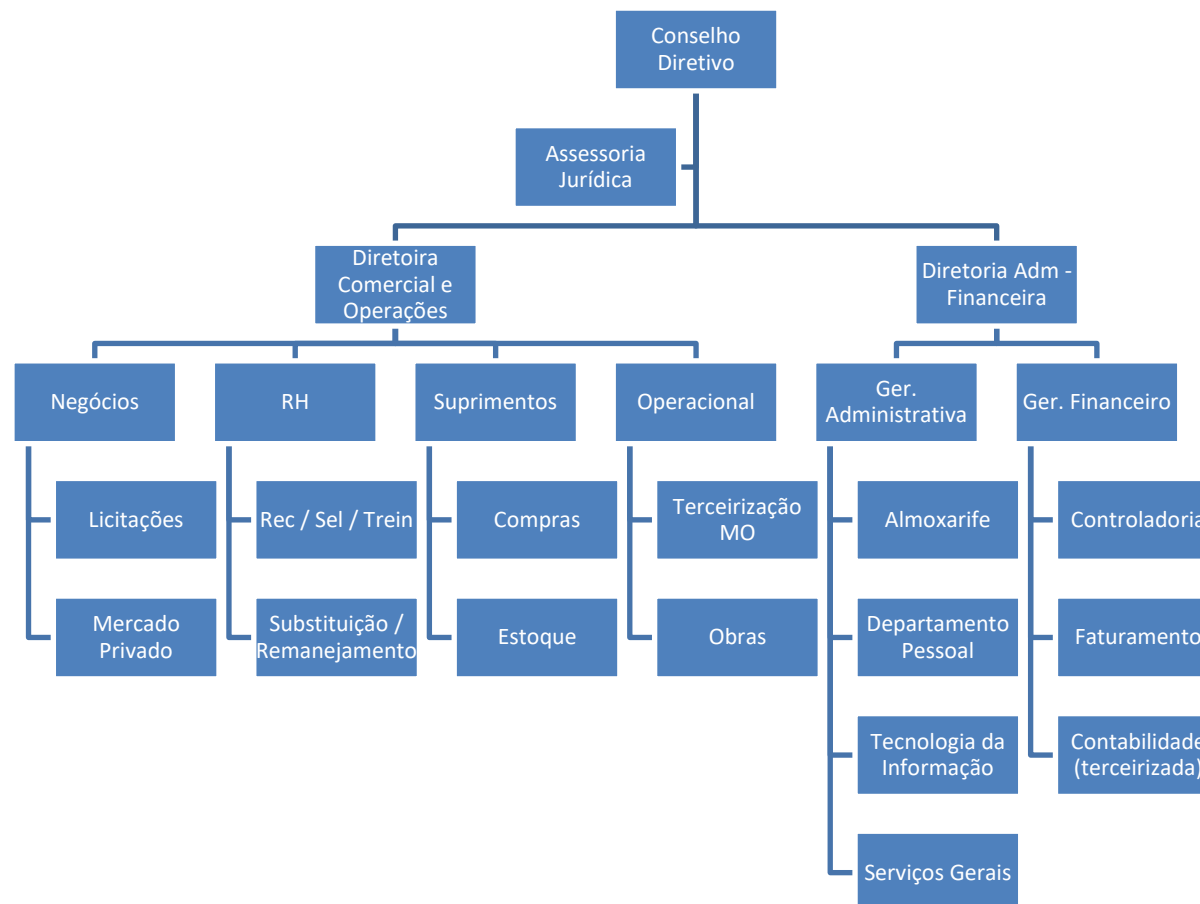 Conselho
Diretivo
Assessoria
Jurídica
Diretoira
Comercial e
Operações
Diretoria Adm -
Financeira
Negócios
RH
Suprimentos
Operacional
Ger.
Administrativa
Ger. Financeiro
Licitações
Rec / Sel / Trein
Compras
Terceirização
MO
Almoxarife
Controladoria
Mercado
Privado
Substituição /
Remanejamento
Estoque
Obras
Departamento
Pessoal
Faturamento
Tecnologia da
Informação
Contabilidade
(terceirizada)
Serviços Gerais